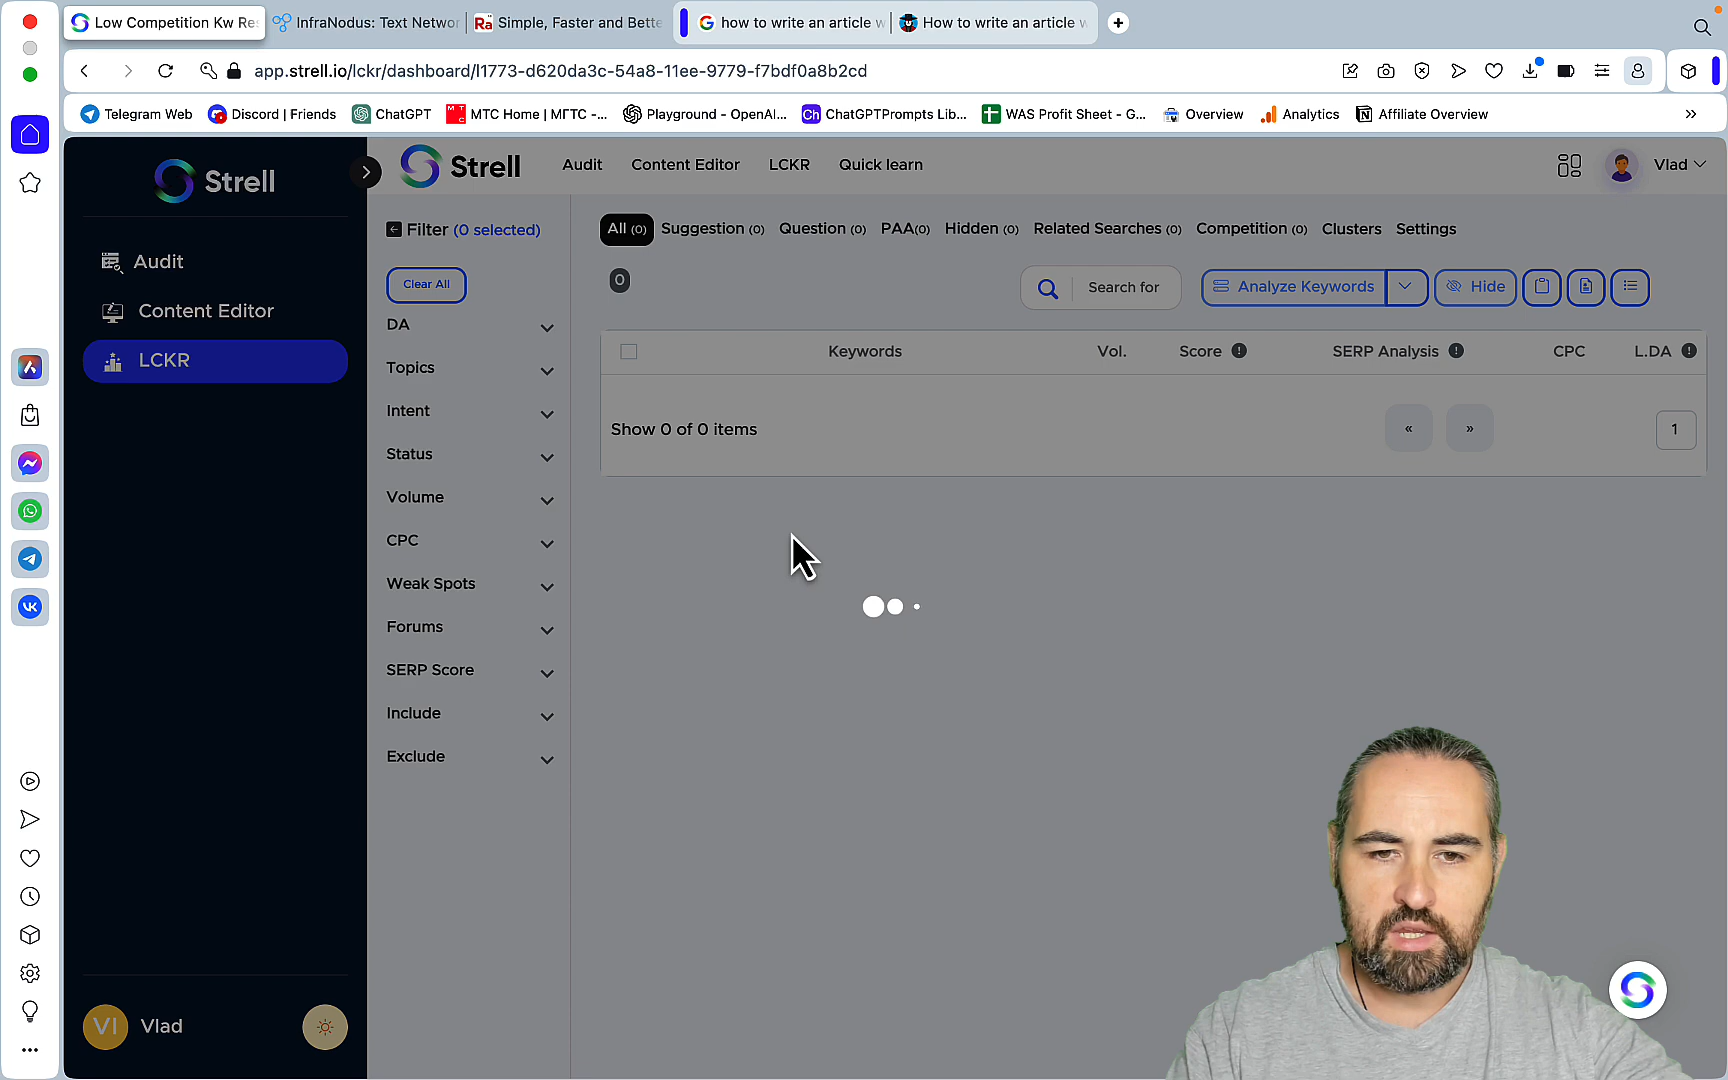 Low Competition Kw Res
InfraNodus: Text Networ
Ra Simple, Faster and Bette
how to write an article w
How to write an article w
app.strell.io/lckr/dashboard/l1773-d620da3c-54a8-11ee-9779-f7bdf0a8b2cd
Telegram Web
Discord | Friends
ChatGPT
MTC MTC Home | МГТС -...
Playground - OpenAI...
Ch ChatGPTPrompts Lib...
WAS Profit Sheet - G...
Overview
Analytics
Affiliate Overview
Strell
Audit
Content Editor
LCKR
VI Vlad
Strell
Audit
Content Editor
LCKR
Quick learn
Vlad
Filter (0 selected)
Clear All
DA
Topics
Intent
Status
Volume
CPC
Weak Spots
Forums
SERP Score
Include
Exclude
All (0)
Suggestion (0)
Question (0)
PAA(0)
Hidden (0)
Related Searches (0)
Competition (0)
Clusters
Settings
0
Search for
Analyze Keywords
Hide
Keywords
Vol.
Score
SERP Analysis
CPC
L.DA
Show 0 of 0 items
«
»
1